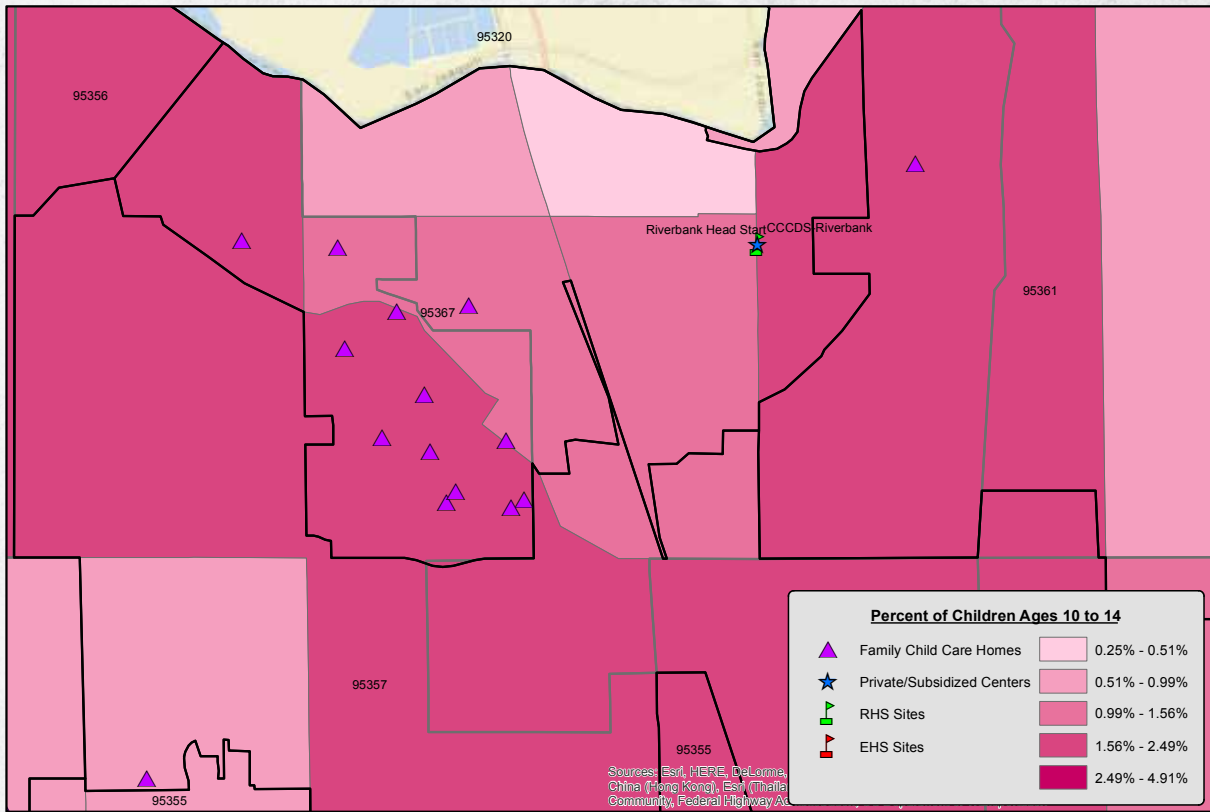 95320
95356
Riverbank Head Start
CCCDS-Riverbank
95361
95367
95357
95355
95355
Percent of Children Ages 10 to 14
Family Child Care Homes
0.25% - 0.51%
Private/Subsidized Centers
0.51% - 0.99%
RHS Sites
0.99% - 1.56%
EHS Sites
1.56% - 2.49%
2.49% - 4.91%
Sources: Esri, HERE, DeLorme,
China (Hong Kong), Esri
Community, Federal Highway